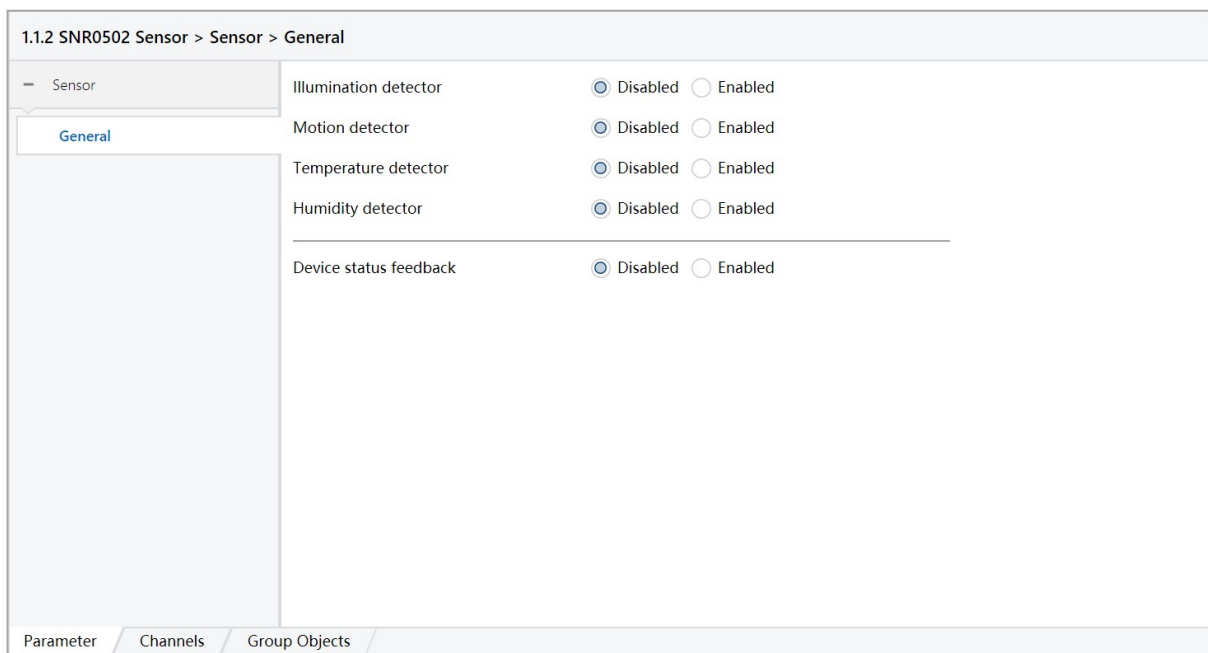 1.1.2 SNR0502 Sensor > Sensor > General
Sensor
General
Illumination detector Disabled Enabled
Motion detector Disabled Enabled
Temperature detector Disabled Enabled
Humidity detector Disabled Enabled
Device status feedback Disabled Enabled
Parameter Channels Group Objects